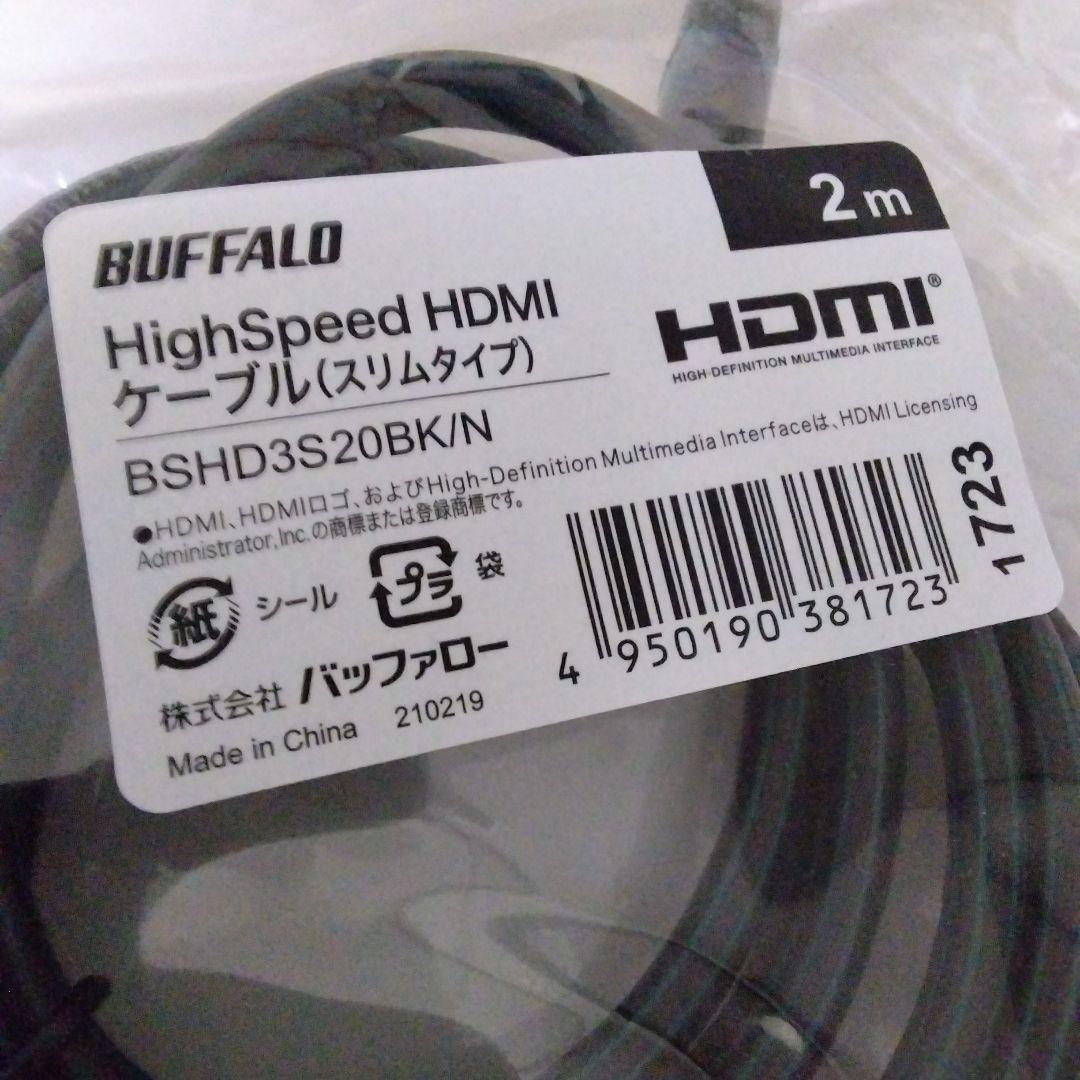 2m
BUFFALO
HighSpeed HDMI
ケーブル(スリムタイプ)
HDMI®
HIGH-DEFINITION MULTIMEDIA INTERFACE
BSHD3S20BK/N
●HDMI、HDMIロゴ、およびHigh-Definition Multimedia Interfaceは、HDMI Licensing
Administrator,Inc.の商標または登録商標です。
紙 シール プラ 袋
株式会社 バッファロー
Made in China 210219
4 950190 381723
1723